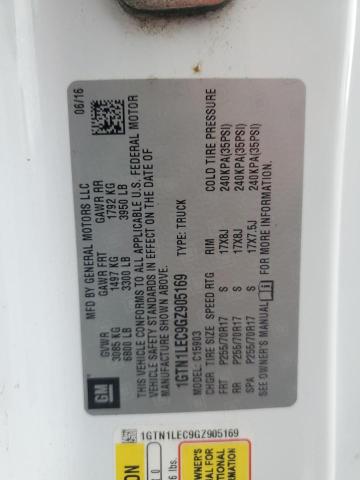 MFD BY GENERAL MOTORS LLC
06/16
GVWR GAWR FRT GAWR RR
3085 KG 1497 KG 1792 KG
6800 LB 3300 LB 3950 LB
THIS VEHICLE CONFORMS TO ALL APPLICABLE U.S. FEDERAL MOTOR
VEHICLE SAFETY STANDARDS IN EFFECT ON THE DATE OF
MANUFACTURE SHOWN ABOVE.
1GTN1LEC9GZ905169 TYPE: TRUCK
C15903
CHGR TIRE SIZE SPEED RTG RIM COLD TIRE PRESSURE
FRT P255/70R17 S 17X8J 240KPA(35PSI)
RR P255/70R17 S 17X8J 240KPA(35PSI)
SPA P255/70R17 S 17X7.5J 240KPA(35PSI)
SEE OWNER'S MANUAL FOR MORE INFORMATION.
GM
1GTN1LEC9GZ905169
OWNER'S